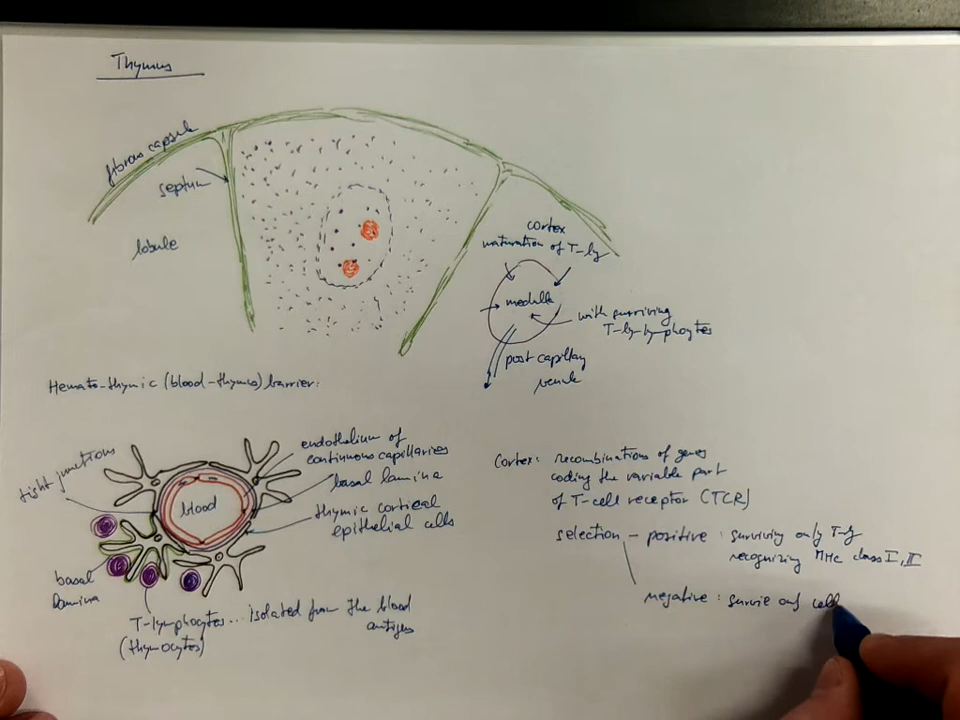 Thymus
fibrous capsule
septum
lobule
cortex
maturation of T-ly
medulla
with surviving
T-ly lymphocytes
post capillary
venule
Hemato-thymic (blood-thymus) barrier:
tight junctions
blood
endothelium of
continuous capillaries
basal lamina
thymic cortical
epithelial cells
basal
lamina
T-lymphocytes... isolated from the blood
antigens
(thymocytes)
Cortex: recombinations of genes
coding the variable part
of T-cell receptor (TCR)
selection - positive: surviving only T-ly
recognizing MHC class I, II
negative: survie only cell